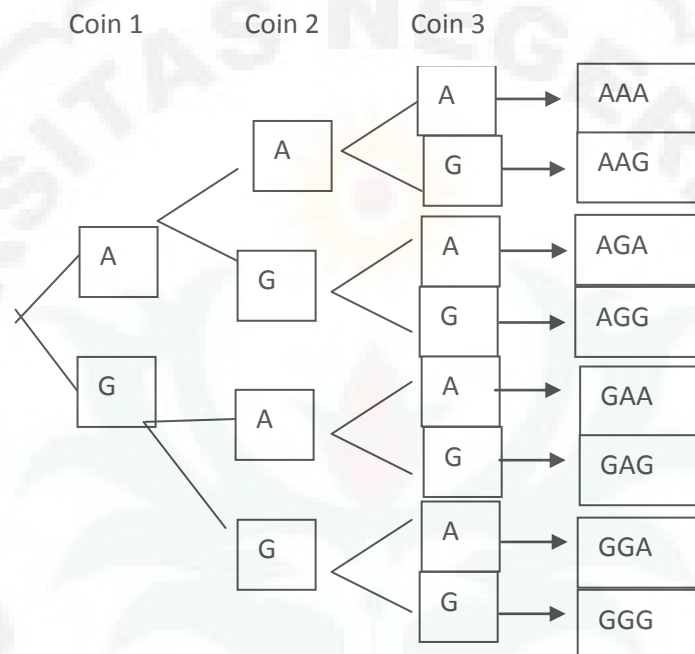 Coin 1 Coin 2 Coin 3
A AAA
A
G AAG
A
A AGA
G
G AGG
G
A GAA
A
G GAG
A GGA
G
G GGG